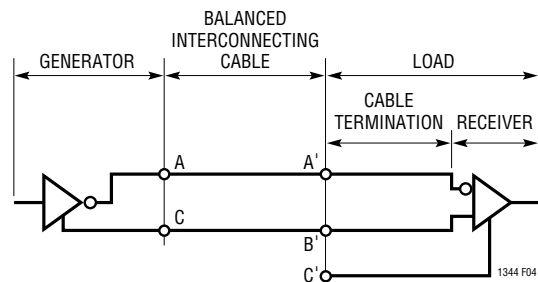 BALANCED
INTERCONNECTING
CABLE
GENERATOR
LOAD
CABLE
TERMINATION
RECEIVER
A
A'
C
B'
C'
1344 F04